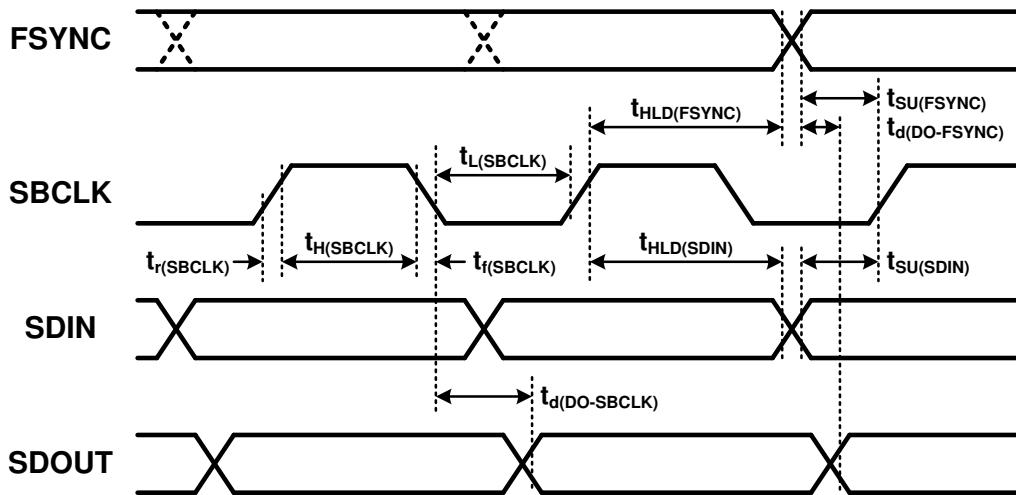 FSYNC
tSU(FSYNC)
tHLD(FSYNC)
td(DO-FSYNC)
tL(SBCLK)
SBCLK
tr(SBCLK)
tH(SBCLK)
tf(SBCLK)
tHLD(SDIN)
tSU(SDIN)
SDIN
td(DO-SBCLK)
SDOUT